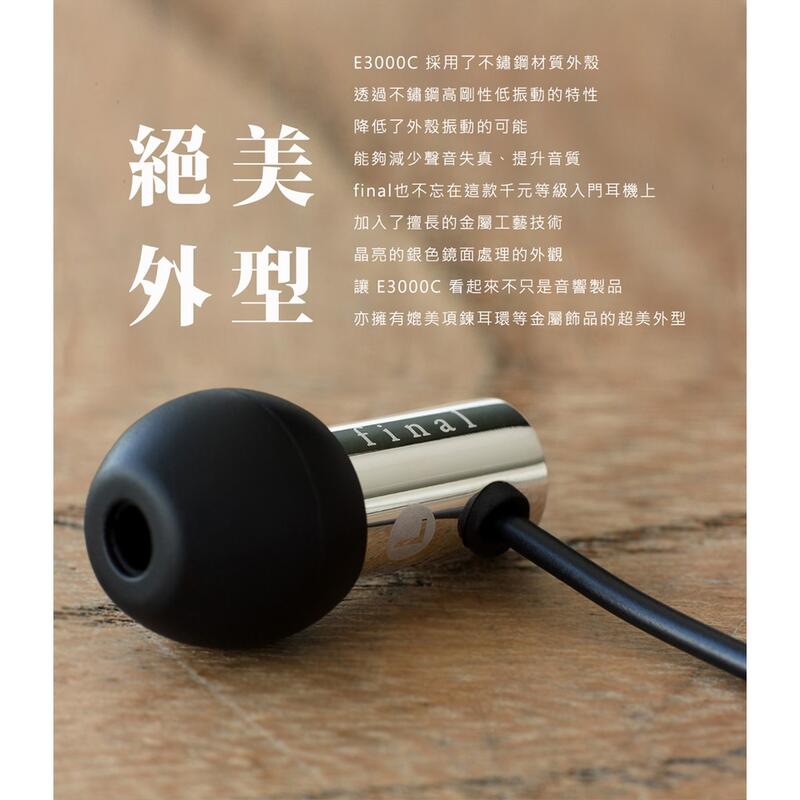 絕美
外型
E3000C 採用了不鏽鋼材質外殼
透過不鏽鋼高剛性低振動的特性
降低了外殼振動的可能
能夠減少聲音失真、提升音質
final也不忘在這款千元等級入門耳機上
加入了擅長的金屬工藝技術
晶亮的銀色鏡面處理的外觀
讓 E3000C 看起來不只是音響製品
亦擁有媲美項鍊耳環等金屬飾品的超美外型
final
L